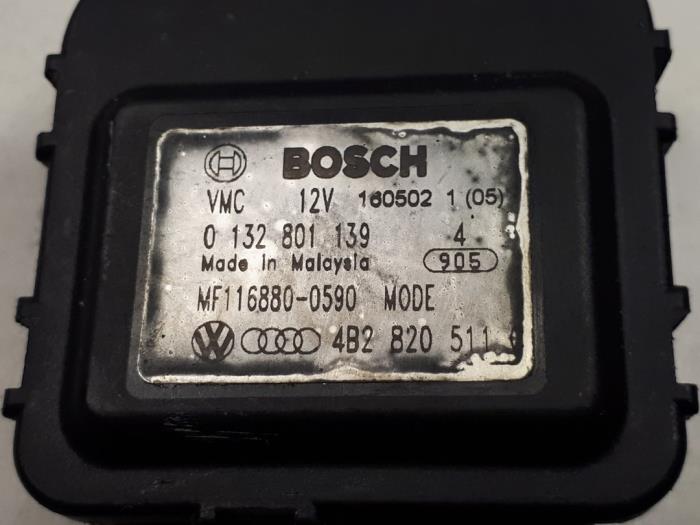 BOSCH
VMC 12V 160502 1 (05)
0 132 801 139 4
Made in Malaysia 905
MF116880-0590 MODE
VW 4B2 820 511